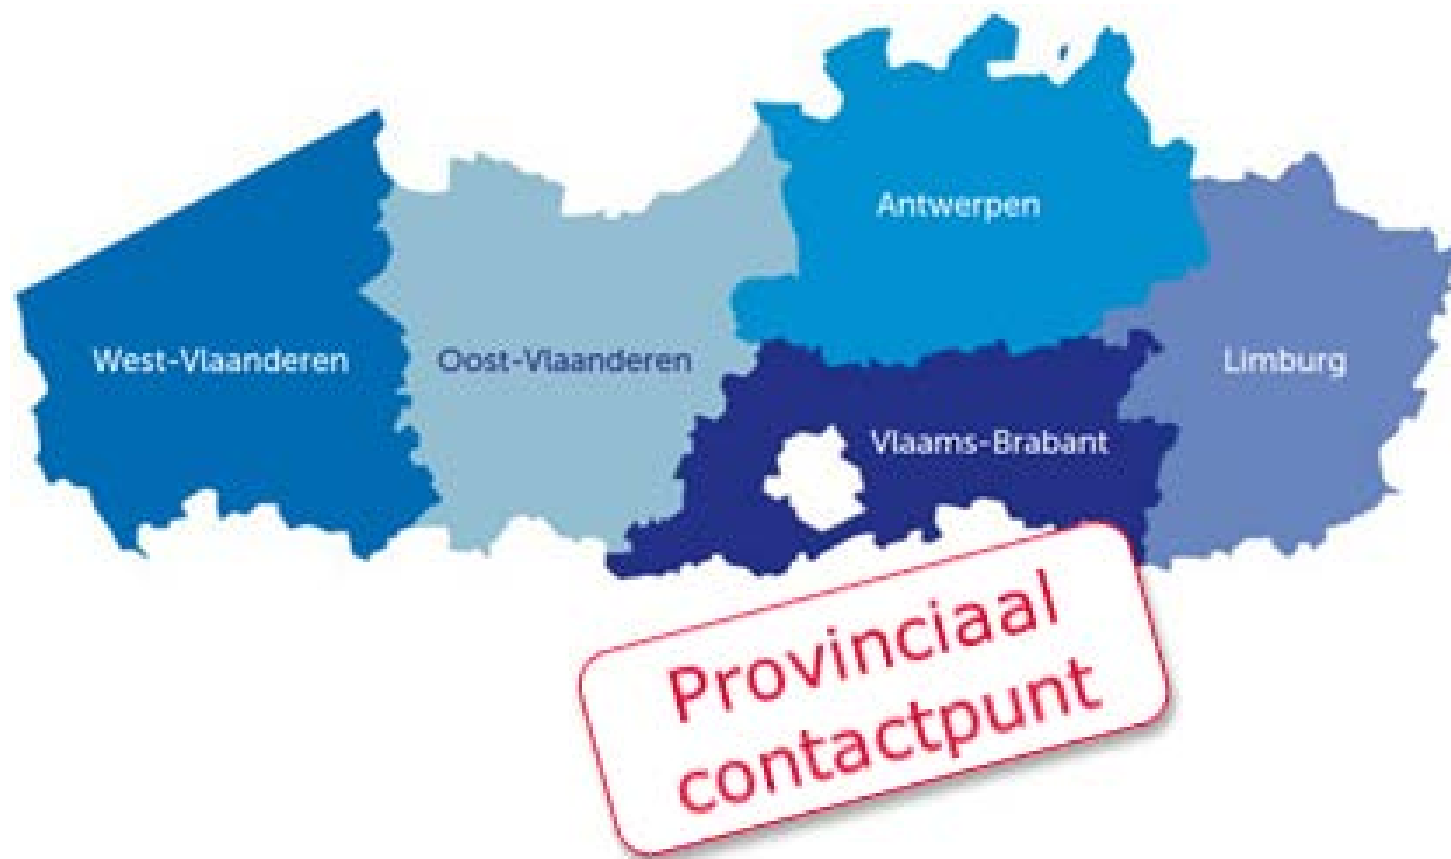 Antwerpen
West-Vlaanderen
Oost-Vlaanderen
Limburg
Vlaams-Brabant
Provinciaal
contactpunt